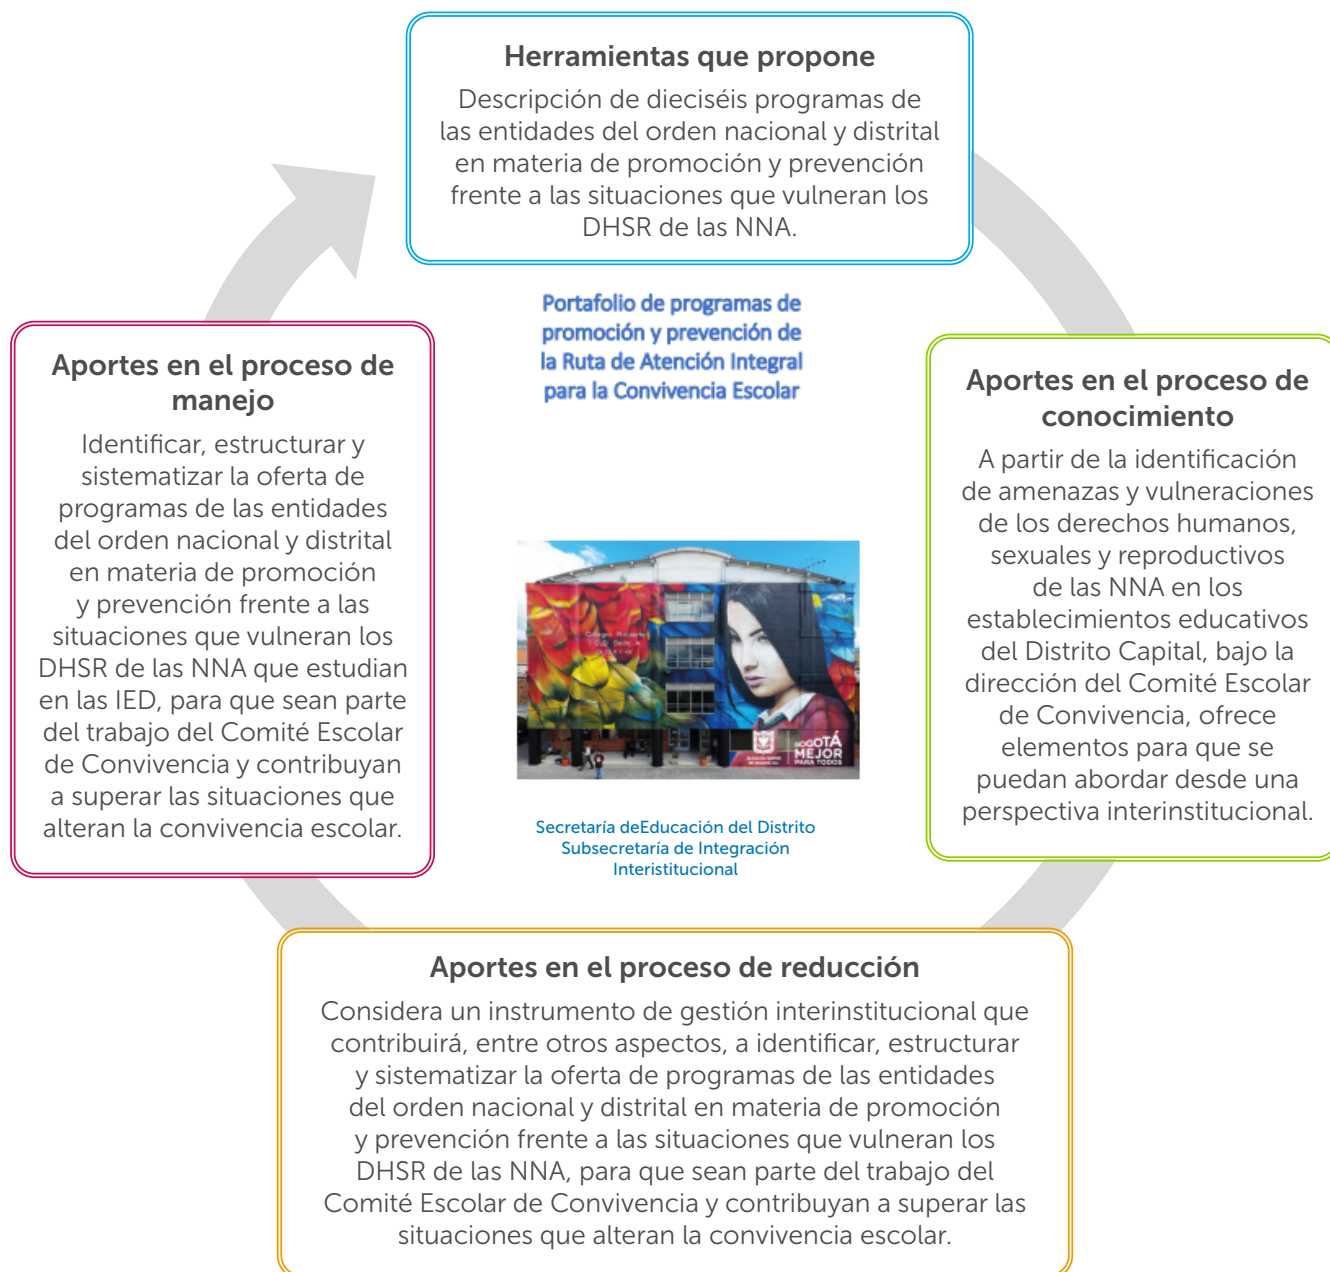 Herramientas que propone
Descripción de dieciséis programas de
las entidades del orden nacional y distrital
en materia de promoción y prevención
frente a las situaciones que vulneran los
DHSR de las NNA.
Portafolio de programas de
promoción y prevención de
la Ruta de Atención Integral
para la Convivencia Escolar
Aportes en el proceso de
manejo
Identificar, estructurar y
sistematizar la oferta de
programas de las entidades
del orden nacional y distrital
en materia de promoción
y prevención frente a las
situaciones que vulneran los
DHSR de las NNA que estudian
en las IED, para que sean parte
del trabajo del Comité Escolar
de Convivencia y contribuyan
a superar las situaciones que
alteran la convivencia escolar.
Aportes en el proceso de
conocimiento
A partir de la identificación
de amenazas y vulneraciones
de los derechos humanos,
sexuales y reproductivos
de las NNA en los
establecimientos educativos
del Distrito Capital, bajo la
dirección del Comité Escolar
de Convivencia, ofrece
elementos para que se
puedan abordar desde una
perspectiva interinstitucional.
BOGOTÁ
MEJOR
PARA TODOS
Secretaría deEducación del Distrito
Subsecretaría de Integración
Interistitucional
Aportes en el proceso de reducción
Considera un instrumento de gestión interinstitucional que
contribuirá, entre otros aspectos, a identificar, estructurar
y sistematizar la oferta de programas de las entidades
del orden nacional y distrital en materia de promoción
y prevención frente a las situaciones que vulneran los
DHSR de las NNA, para que sean parte del trabajo del
Comité Escolar de Convivencia y contribuyan a superar las
situaciones que alteran la convivencia escolar.